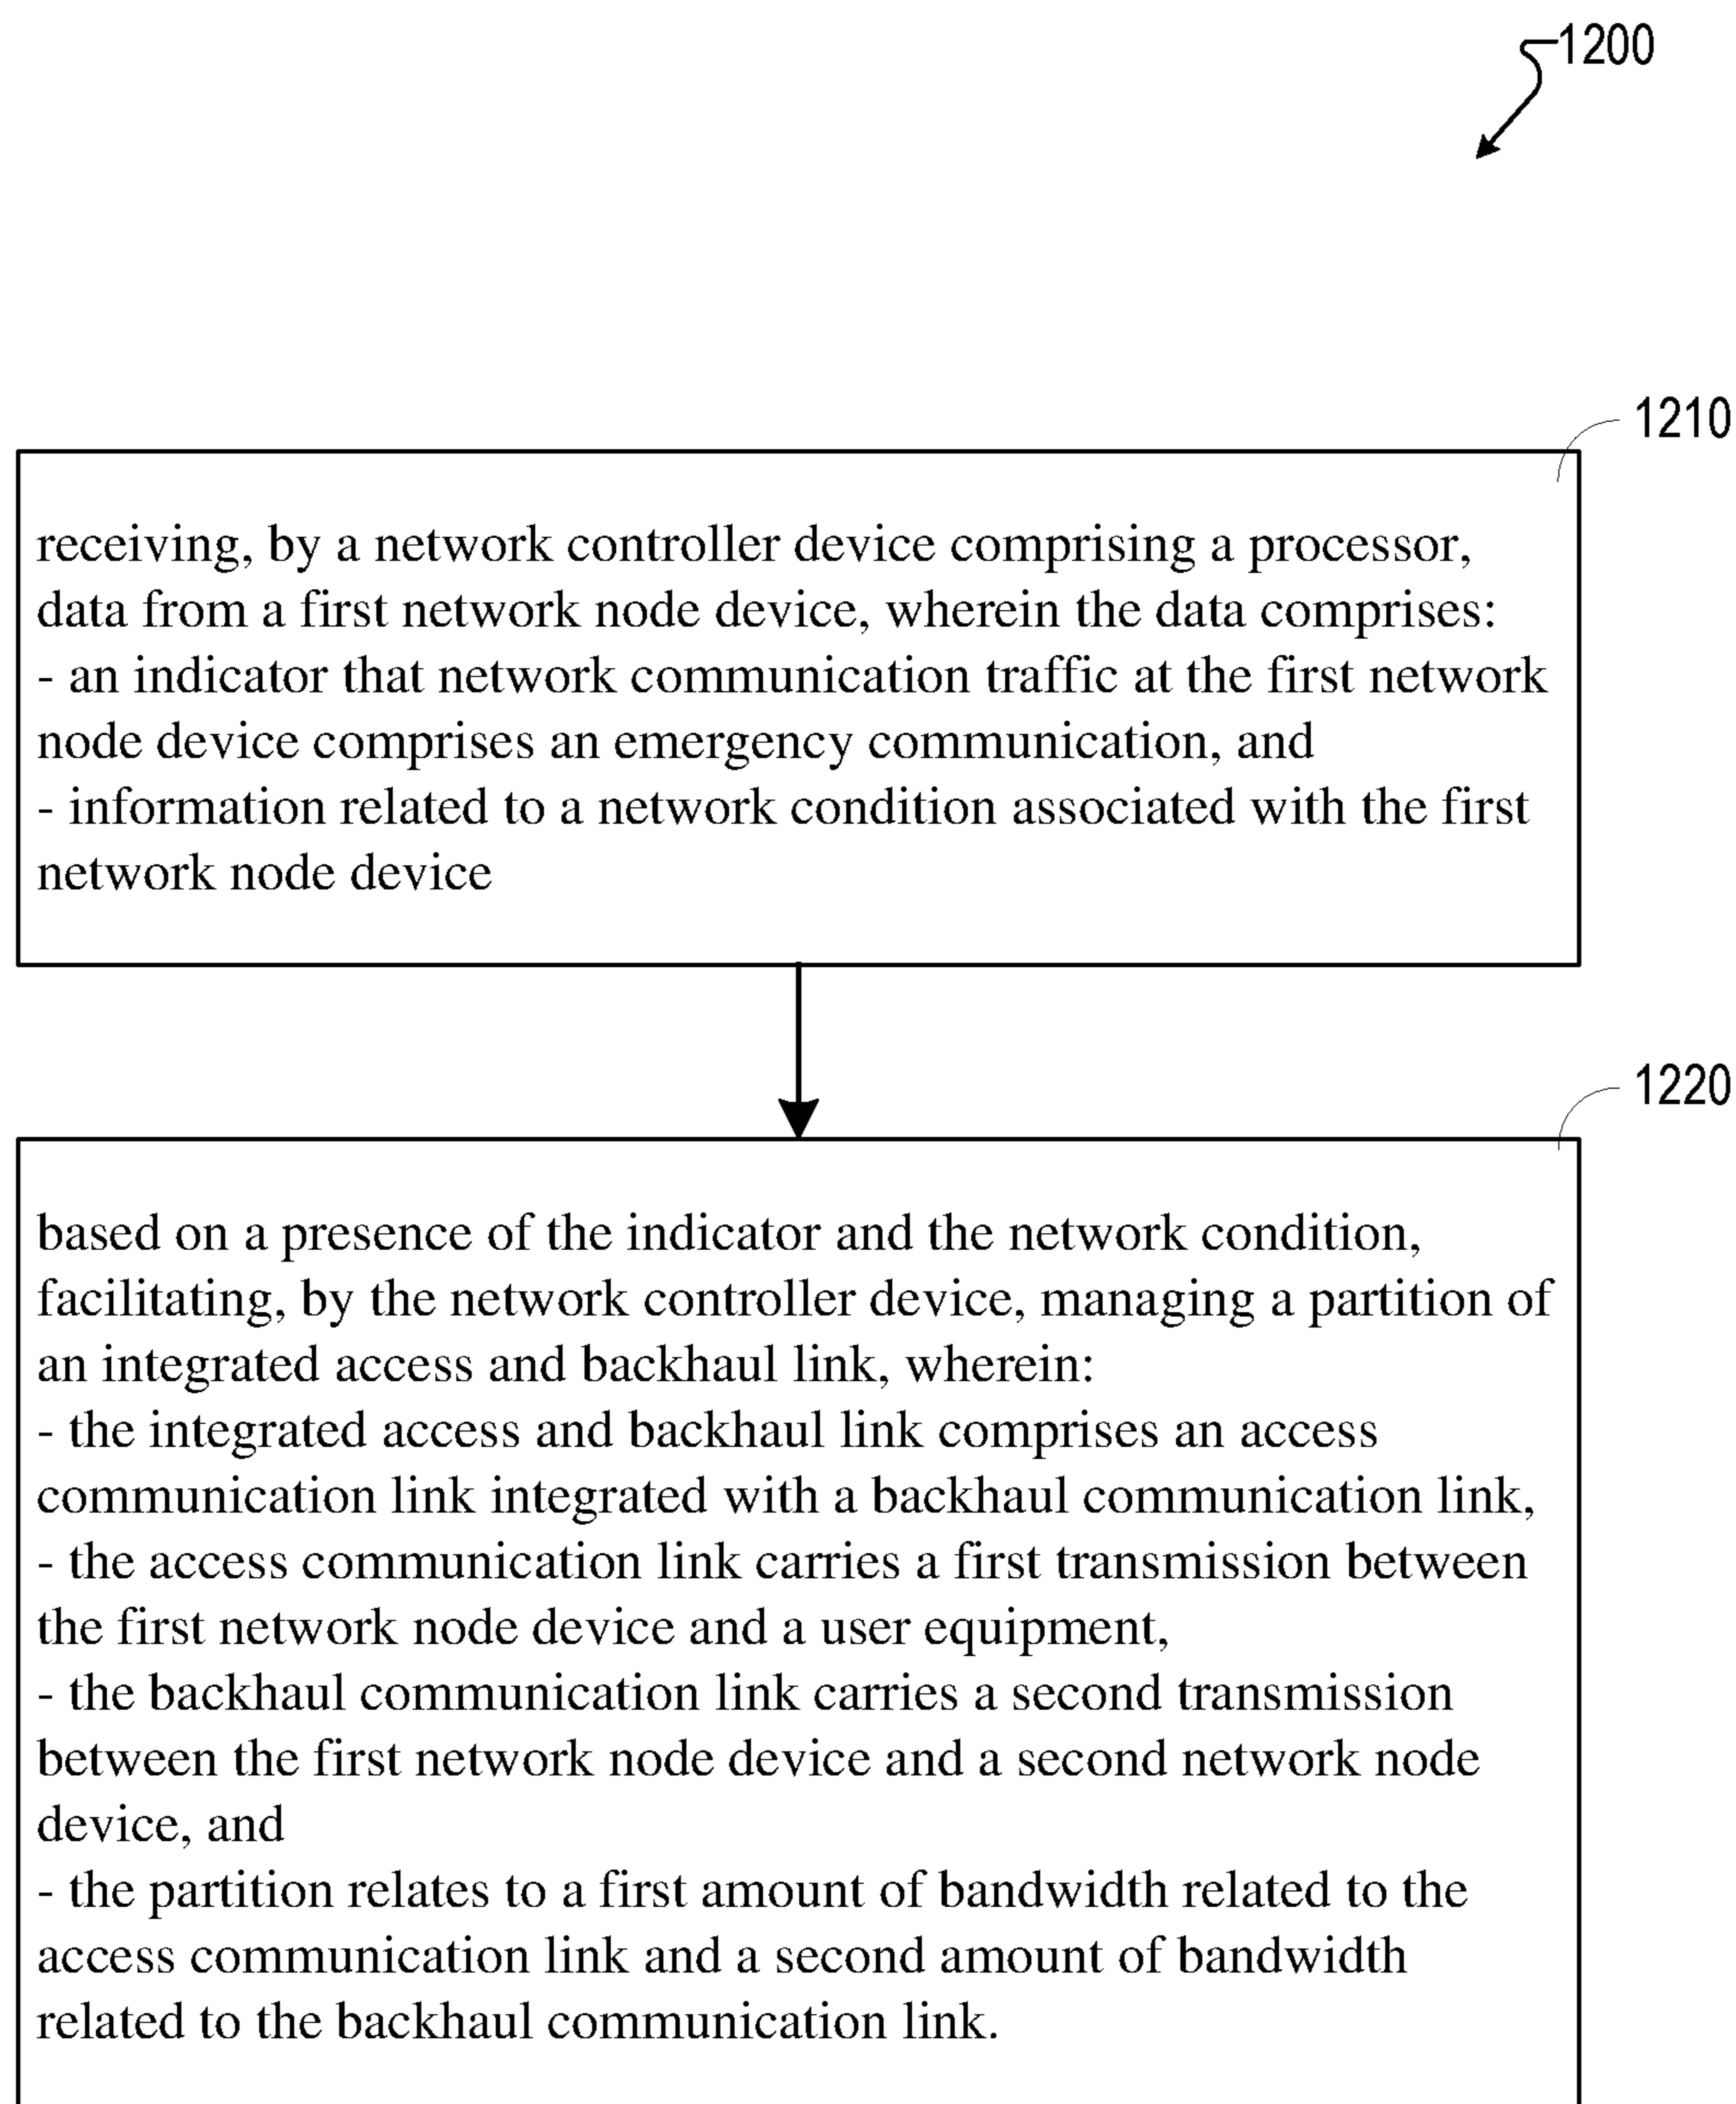 1200
1210
receiving, by a network controller device comprising a processor,
data from a first network node device, wherein the data comprises:
- an indicator that network communication traffic at the first network
node device comprises an emergency communication, and
- information related to a network condition associated with the first
network node device
1220
based on a presence of the indicator and the network condition,
facilitating, by the network controller device, managing a partition of
an integrated access and backhaul link, wherein:
- the integrated access and backhaul link comprises an access
communication link integrated with a backhaul communication link,
- the access communication link carries a first transmission between
the first network node device and a user equipment,
- the backhaul communication link carries a second transmission
between the first network node device and a second network node
device, and
- the partition relates to a first amount of bandwidth related to the
access communication link and a second amount of bandwidth
related to the backhaul communication link.